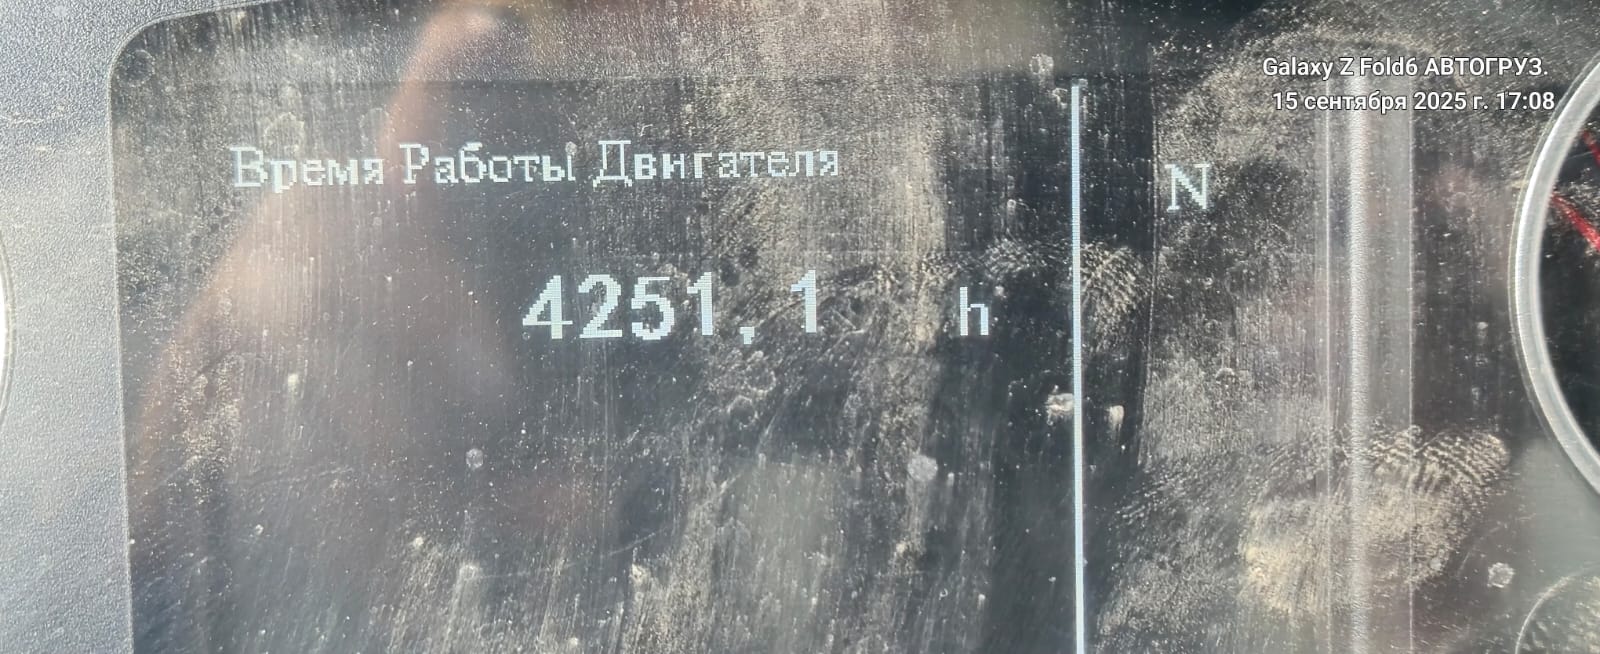 Galaxy Z Fold6 АВТОГРУЗ.
15 сентября 2025 г. 17:08
Время Работы Двигателя
N
4251,1 h